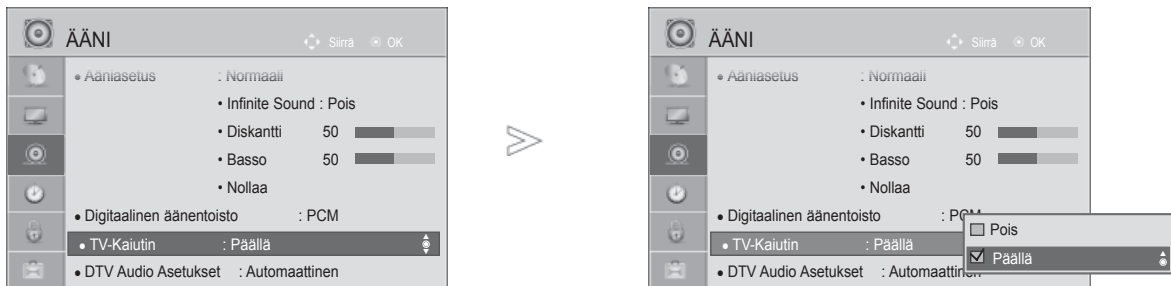 ÄÄNI Siirrä OK
• Ääniasetus : Normaali
• Infinite Sound : Pois
• Diskantti 50
• Basso 50
• Nollaa
• Digitaalinen äänentoisto : PCM
• TV-Kaiutin : Päällä
• DTV Audio Asetukset : Automaattinen
ÄÄNI Siirrä OK
• Ääniasetus : Normaali
• Infinite Sound : Pois
• Diskantti 50
• Basso 50
• Nollaa
• Digitaalinen äänentoisto : PCM
• TV-Kaiutin : Päällä
• DTV Audio Asetukset : Automaattinen
Pois
Päällä